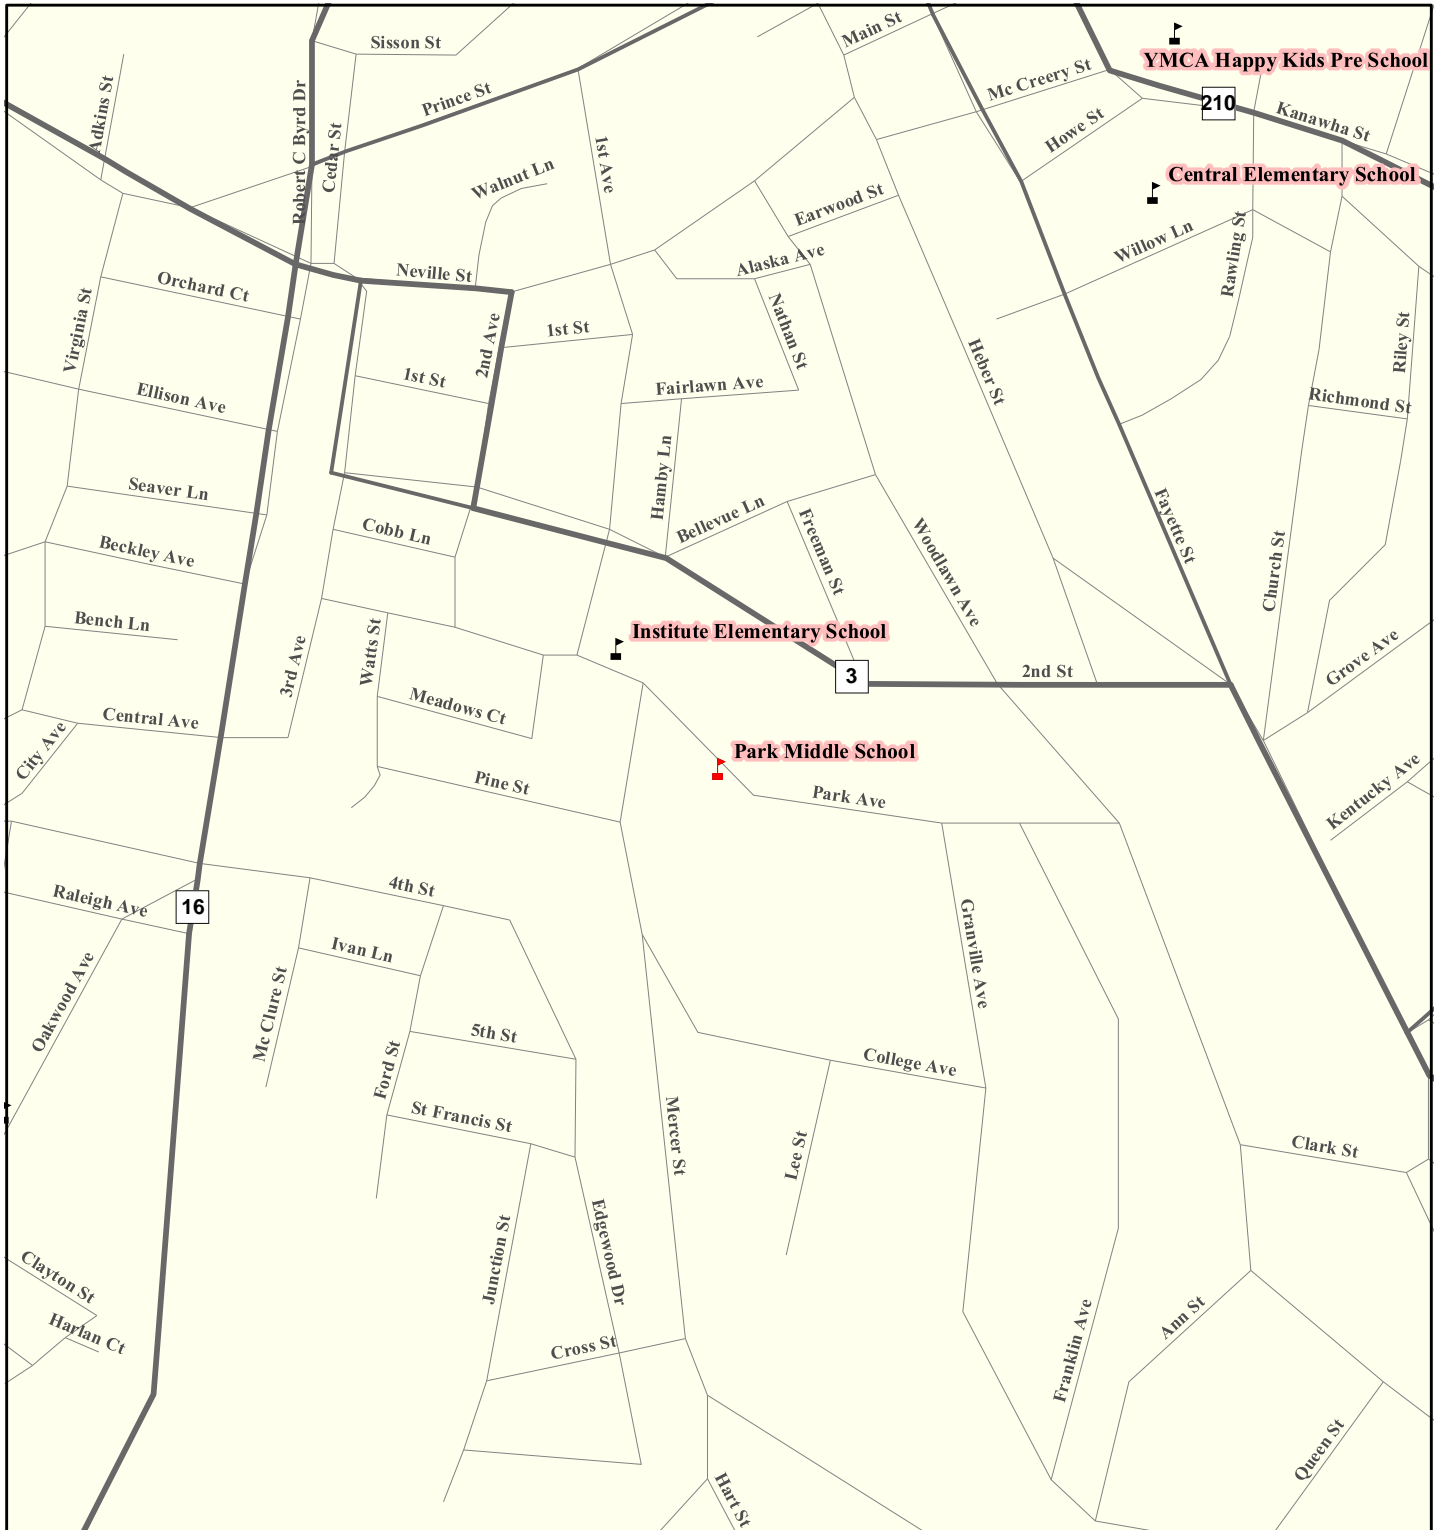 Main St
Sisson St
YMCA Happy Kids Pre School
Mc Creery St
Prince St
210
Adkins St
Robert C Byrd Dr
Cedar St
1st Ave
Howe St
Kanawha St
Walnut Ln
Central Elementary School
Earwood St
Willow Ln
Rawling St
Alaska Ave
Neville St
Orchard Ct
Virginia St
2nd Ave
1st St
Nathan St
Riley St
Heber St
1st St
Fairlawn Ave
Ellison Ave
Richmond St
Hamby Ln
Seaver Ln
Bellevue Ln
Cobb Ln
Freeman St
Woodlawn Ave
Fayette St
Church St
Beckley Ave
Bench Ln
Institute Elementary School
Watts St
3rd Ave
3
2nd St
Grove Ave
Meadows Ct
Central Ave
City Ave
Park Middle School
Pine St
Park Ave
Kentucky Ave
4th St
Raleigh Ave
16
Ivan Ln
Granville Ave
Oakwood Ave
Mc Clure St
5th St
Ford St
College Ave
St Francis St
Mercer St
Lee St
Clark St
Junction St
Edgewood Dr
Clayton St
Harlan Ct
Cross St
Franklin Ave
Ann St
Queen St
Hart St